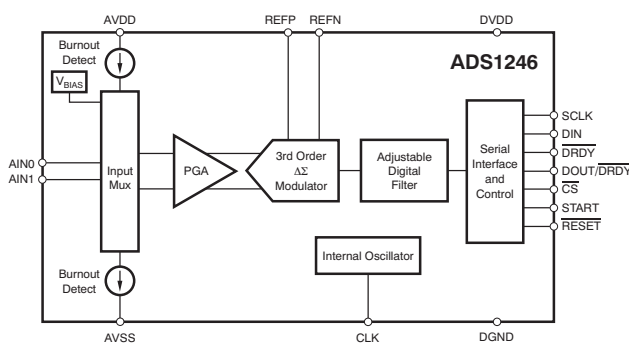 AVDD
REFP
REFN
DVDD
Burnout
Detect
ADS1246
VBIAS
SCLK
DIN
DRDY
DOUT/DRDY
CS
START
RESET
AIN0
AIN1
Input
Mux
PGA
3rd Order
ΔΣ
Modulator
Adjustable
Digital
Filter
Serial
Interface
and
Control
Internal Oscillator
Burnout
Detect
AVSS
CLK
DGND